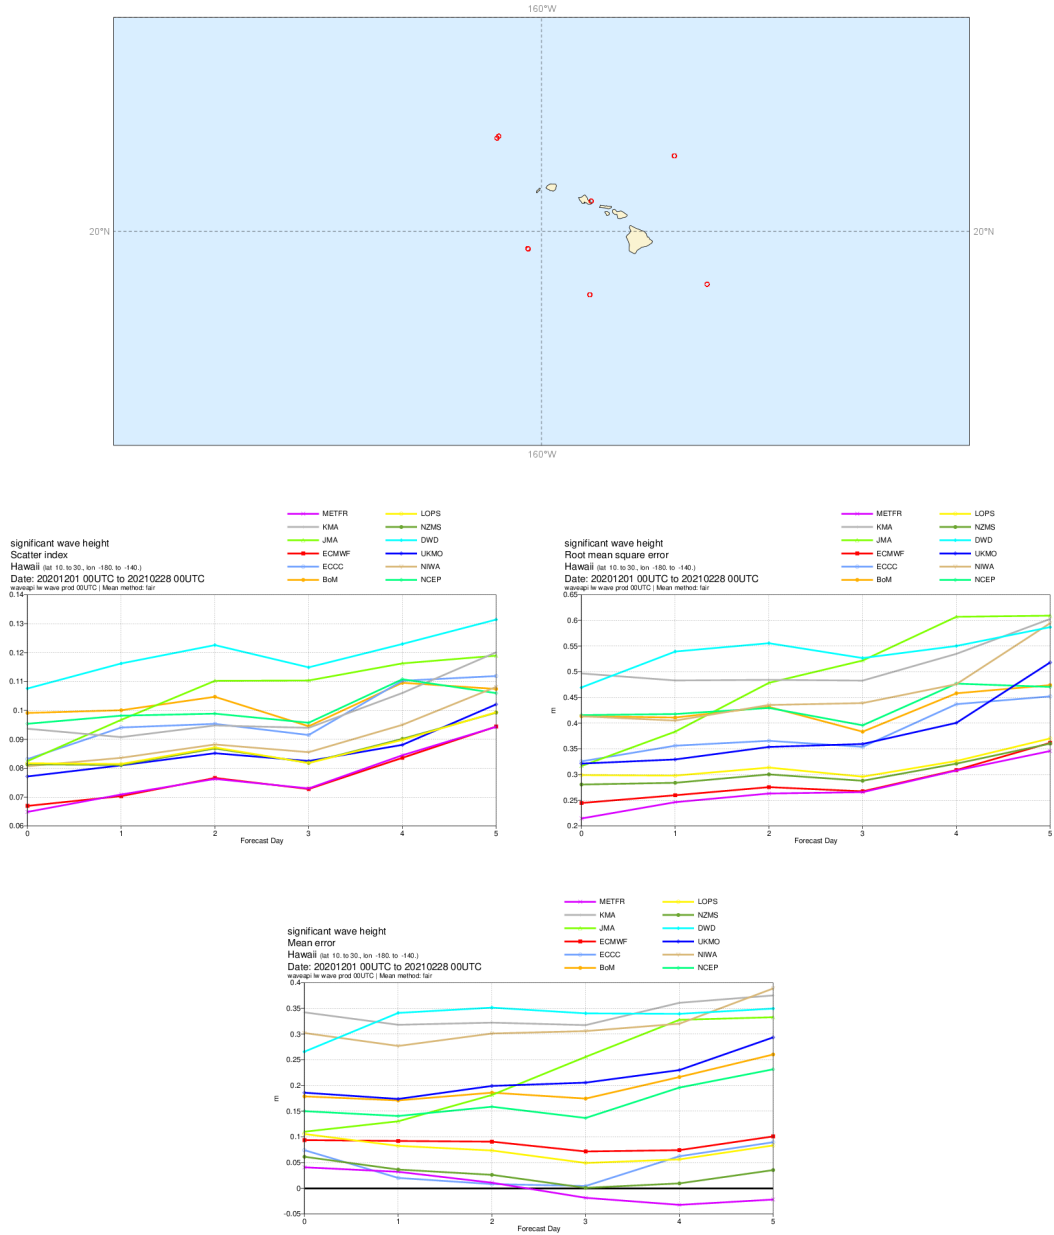 160°W
20°N
20°N
160°W
METFR
LOPS
KMA
NZMS
significant wave height
JMA
DWD
Scatter index
ECMWF
UKMO
Hawaii (lat 10. to 30., lon -180. to -140.)
ECCC
NIWA
Date: 20201201 00UTC to 20210228 00UTC
BoM
NCEP
waveapi lw wave prod 00UTC | Mean method: fair
0.14
0.13
0.12
0.11
0.1
0.09
0.08
0.07
0.06
0 1 2 3 4 5
Forecast Day
METFR
LOPS
KMA
NZMS
significant wave height
JMA
DWD
Root mean square error
ECMWF
UKMO
Hawaii (lat 10. to 30., lon -180. to -140.)
ECCC
NIWA
Date: 20201201 00UTC to 20210228 00UTC
BoM
NCEP
waveapi lw wave prod 00UTC | Mean method: fair
0.65
0.6
0.55
0.5
0.45
m
0.4
0.35
0.3
0.25
0.2
0 1 2 3 4 5
Forecast Day
METFR
LOPS
KMA
NZMS
significant wave height
JMA
DWD
Mean error
ECMWF
UKMO
Hawaii (lat 10. to 30., lon -180. to -140.)
ECCC
NIWA
Date: 20201201 00UTC to 20210228 00UTC
BoM
NCEP
waveapi lw wave prod 00UTC | Mean method: fair
0.4
0.35
0.3
0.25
0.2
m
0.15
0.1
0.05
0
-0.05
0 1 2 3 4 5
Forecast Day